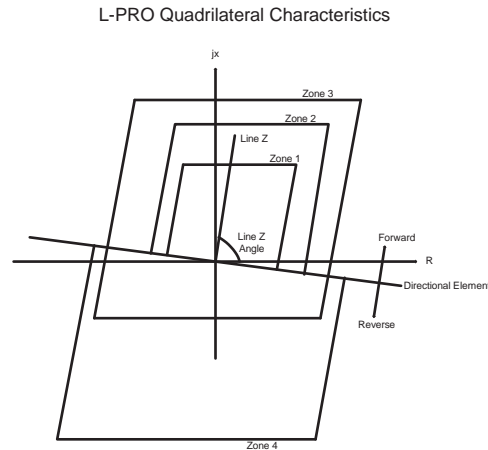 L-PRO Quadrilateral Characteristics
jx
Zone 3
Zone 2
Line Z
Zone 1
Line Z
Angle
Forward
R
Directional Element
Reverse
Zone 4